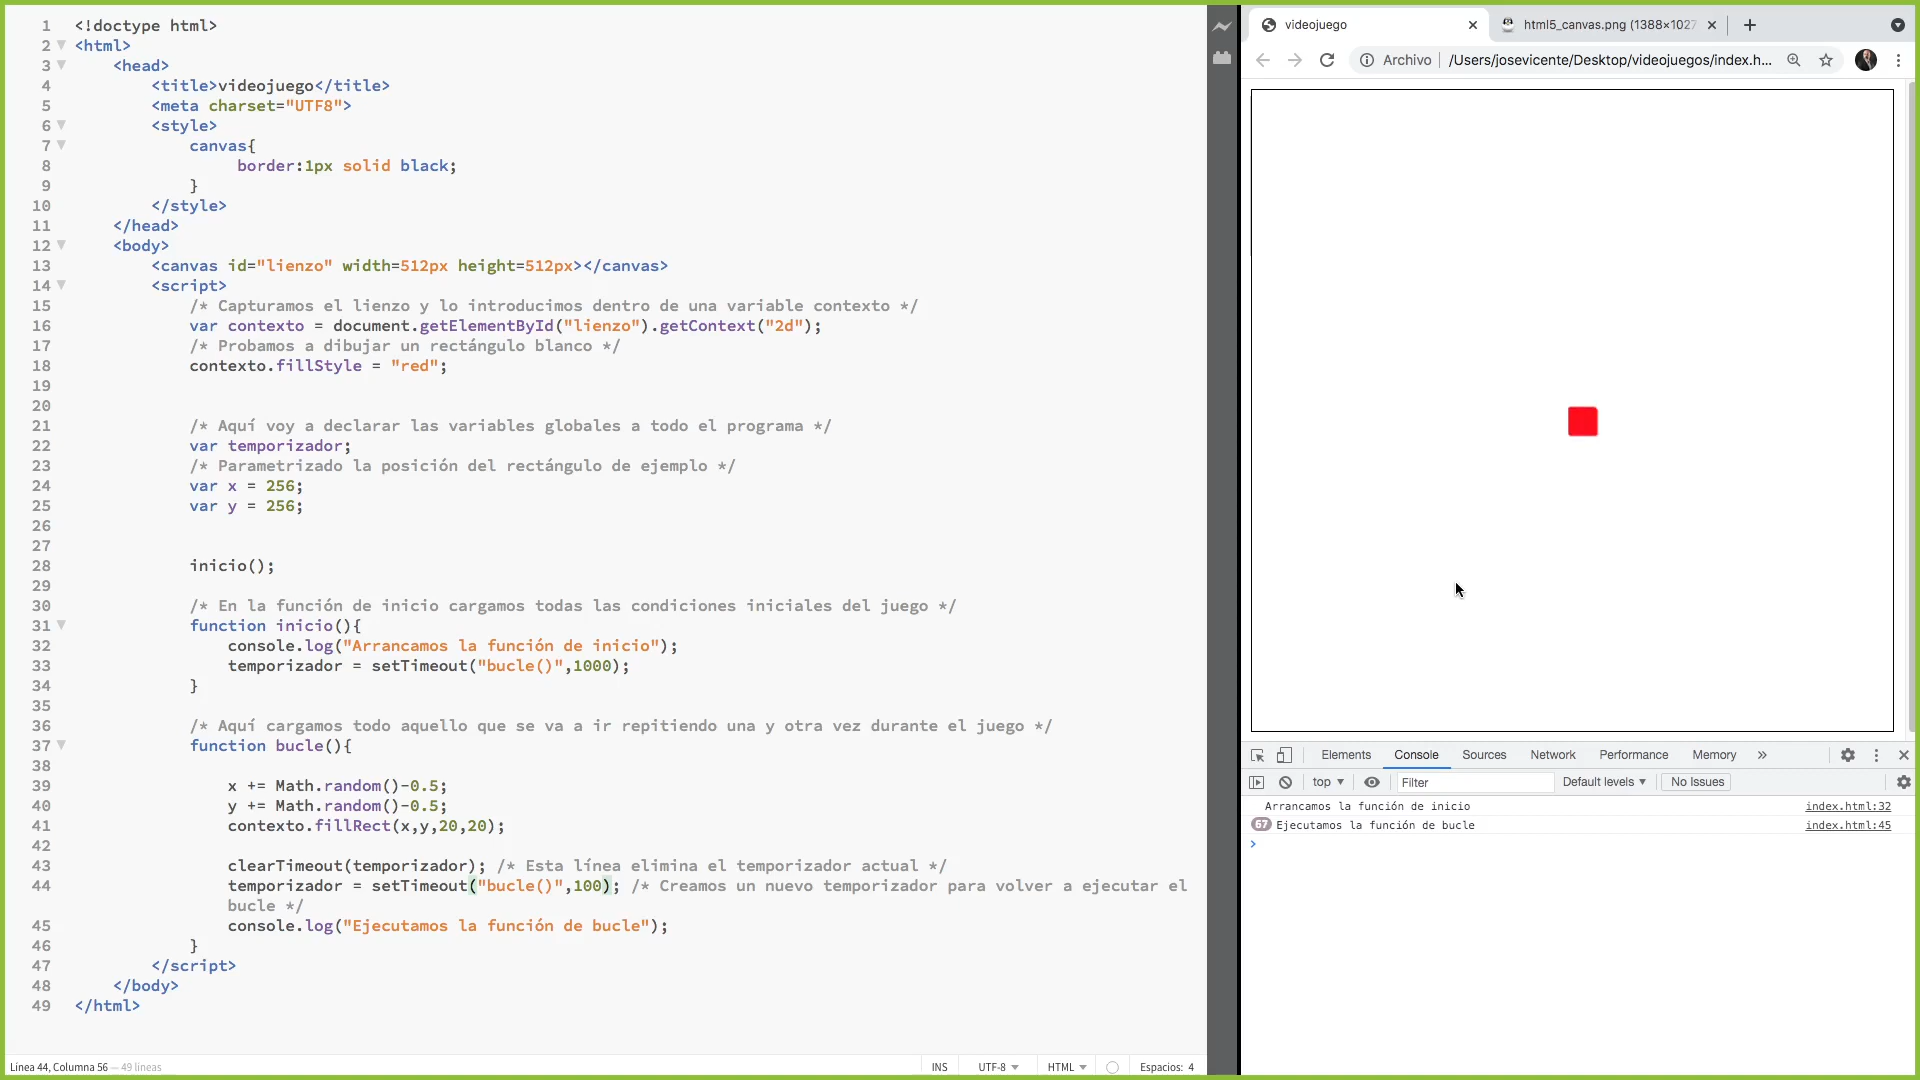 1 <!doctype html>
2 <html>
3 <head>
4 <title>videojuego</title>
5 <meta charset="UTF8">
6 <style>
7 canvas{
8 border:1px solid black;
9 }
10 </style>
11 </head>
12 <body>
13 <canvas id="lienzo" width=512px height=512px></canvas>
14 <script>
15 /* Capturamos el lienzo y lo introducimos dentro de una variable contexto */
16 var contexto = document.getElementById("lienzo").getContext("2d");
17 /* Probamos a dibujar un rectángulo blanco */
18 contexto.fillStyle = "red";
19
20
21 /* Aquí voy a declarar las variables globales a todo el programa */
22 var temporizador;
23 /* Parametrizado la posición del rectángulo de ejemplo */
24 var x = 256;
25 var y = 256;
26
27
28 inicio();
29
30 /* En la función de inicio cargamos todas las condiciones iniciales del juego */
31 function inicio(){
32 console.log("Arrancamos la función de inicio");
33 temporizador = setTimeout("bucle()",1000);
34 }
35
36 /* Aquí cargamos todo aquello que se va a ir repitiendo una y otra vez durante el juego */
37 function bucle(){
38
39 x += Math.random()-0.5;
40 y += Math.random()-0.5;
41 contexto.fillRect(x,y,20,20);
42
43 clearTimeout(temporizador); /* Esta línea elimina el temporizador actual */
44 temporizador = setTimeout("bucle()",100); /* Creamos un nuevo temporizador para volver a ejecutar el
bucle */
45 console.log("Ejecutamos la función de bucle");
46 }
47 </script>
48 </body>
49 </html>
Línea 44, Columna 56 — 49 líneas
INS UTF-8 HTML Espacios: 4
videojuego html5_canvas.png (1388×1027
Archivo /Users/josevicente/Desktop/videojuegos/index.h...
Elements Console Sources Network Performance Memory
top Filter Default levels No Issues
Arrancamos la función de inicio index.html:32
67 Ejecutamos la función de bucle index.html:45